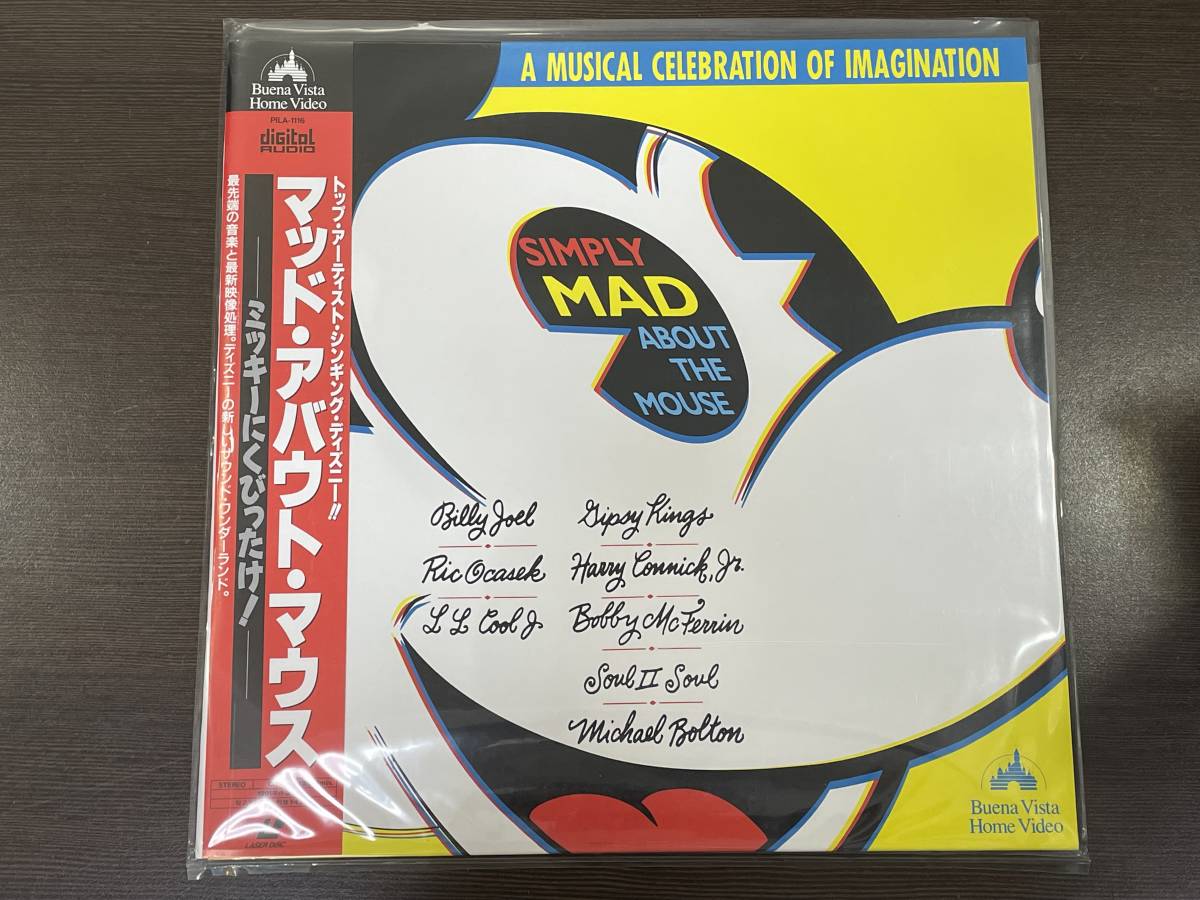 Buena Vista
Home Video
PILA-1116
digital
AUDIO
トップ・アーティスト・シンギング・ディズニー!!
マッド・アバウト・マウス
ミッキーにくびったけ!
最先端の音楽と最新映像処理。ディズニーの新しいサウンド・ワンダーランド。
STEREO
LASER DISC
A MUSICAL CELEBRATION OF IMAGINATION
SIMPLY
MAD
ABOUT
THE
MOUSE
Billy Joel
Ric Ocasek
L L Cool J
Gipsy Kings
Harry Connick, Jr.
Bobby McFerrin
Soul II Soul
Michael Bolton
Buena Vista
Home Video